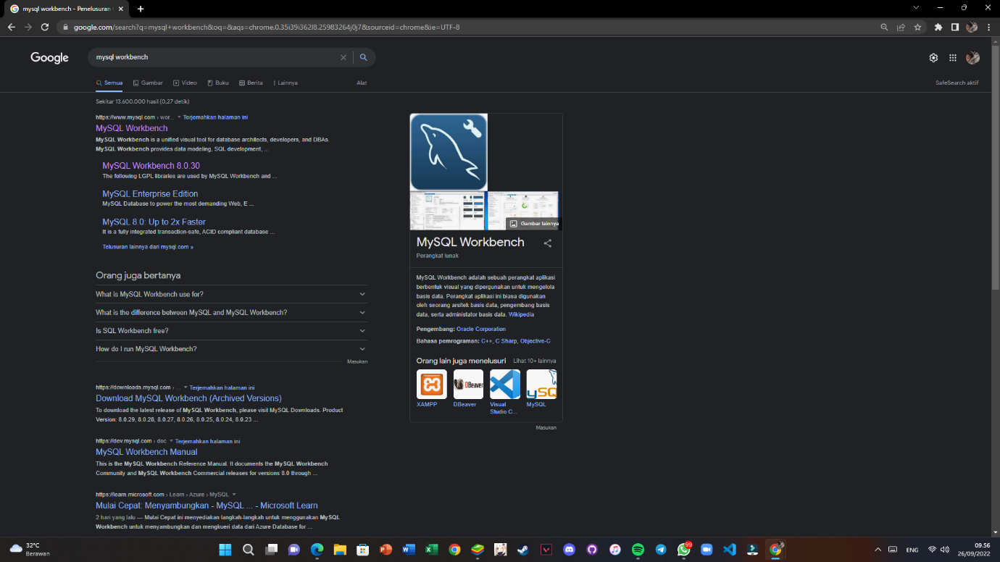 mysql workbench - Penelusuran
google.com/search?q=mysql+workbench&oq=&aqs=chrome.0.35i39i362l8.25983264j0j7&sourceid=chrome&ie=UTF-8
Google
mysql workbench
Semua Gambar Video Buku Berita Lainnya Alat SafeSearch aktif
Sekitar 13.600.000 hasil (0,27 detik)
https://www.mysql.com › wor... Terjemahkan halaman ini
MySQL Workbench
MySQL Workbench is a unified visual tool for database architects, developers, and DBAs.
MySQL Workbench provides data modeling, SQL development, ...
MySQL Workbench 8.0.30
The following LGPL libraries are used by MySQL Workbench and ...
MySQL Enterprise Edition
MySQL Database to power the most demanding Web, E ...
MySQL 8.0: Up to 2x Faster
It is a fully integrated transaction-safe, ACID compliant database ...
Telusuran lainnya dari mysql.com »
Orang juga bertanya
What is MySQL Workbench use for?
What is the difference between MySQL and MySQL Workbench?
Is SQL Workbench free?
How do I run MySQL Workbench?
Masukan
https://downloads.mysql.com › ... Terjemahkan halaman ini
Download MySQL Workbench (Archived Versions)
To download the latest release of MySQL Workbench, please visit MySQL Downloads. Product
Version: 8.0.29, 8.0.28, 8.0.27, 8.0.26, 8.0.25, 8.0.24, 8.0.23 ...
https://dev.mysql.com › doc Terjemahkan halaman ini
MySQL Workbench Manual
This is the MySQL Workbench Reference Manual. It documents the MySQL Workbench
Community and MySQL Workbench Commercial releases for versions 8.0 through ...
https://learn.microsoft.com › Learn › Azure › MySQL
Mulai Cepat: Menyambungkan - MySQL ... - Microsoft Learn
2 hari yang lalu — Mulai Cepat ini menyediakan langkah-langkah untuk menggunakan MySQL
Workbench untuk menyambungkan dan mengkueri data dari Azure Database for ...
Gambar lainnya
MySQL Workbench
Perangkat lunak
MySQL Workbench adalah sebuah perangkat aplikasi
berbentuk visual yang dipergunakan untuk mengelola
basis data. Perangkat aplikasi ini biasa digunakan
oleh seorang arsitek basis data, pengembang basis
data, serta administator basis data. Wikipedia
Pengembang: Oracle Corporation
Bahasa pemrograman: C++, C Sharp, Objective-C
Orang lain juga menelusuri Lihat 10+ lainnya
DBeaver
ySQ
XAMPP DBeaver Visual MySQL
Studio C...
Masukan
32°C
Berawan
99
ENG
09.56
26/09/2022